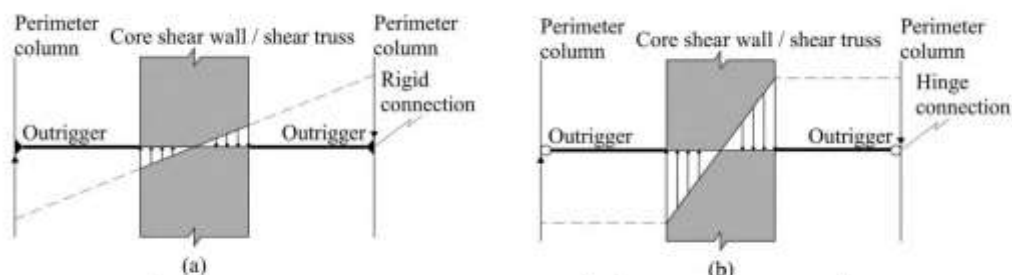 Perimeter
column
Core shear wall / shear truss
Perimeter
column
Rigid
connection
Outrigger
Outrigger
(a)
Perimeter
column
Core shear wall / shear truss
Perimeter
column
Hinge
connection
Outrigger
Outrigger
(b)